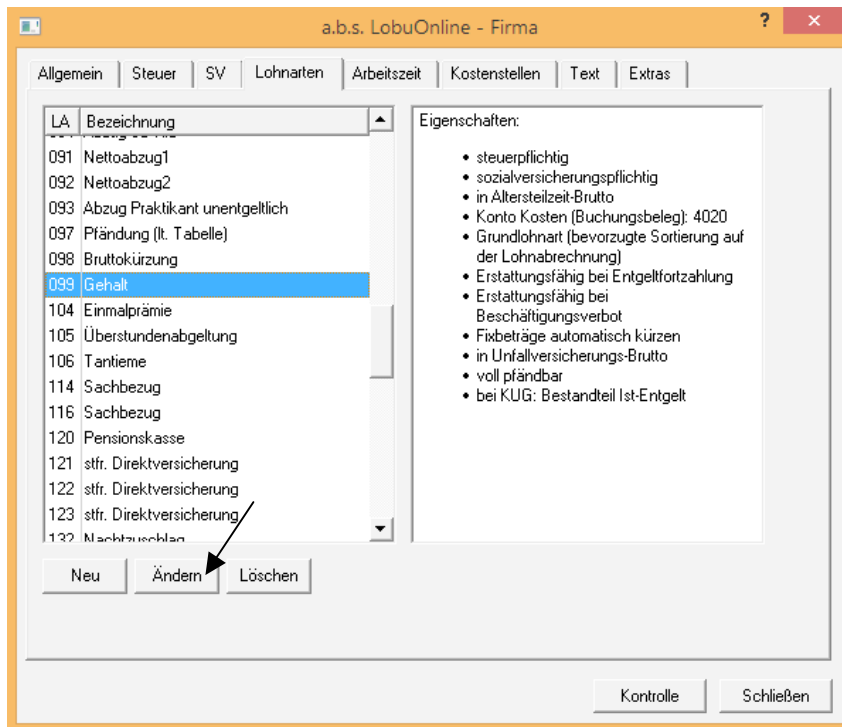 a.b.s. LobuOnline - Firma
?
×
Allgemein Steuer SV Lohnarten Arbeitszeit Kostenstellen Text Extras
LA Bezeichnung
091 Nettoabzug1
092 Nettoabzug2
093 Abzug Praktikant unentgeltlich
097 Pfändung (lt. Tabelle)
098 Bruttokürzung
099 Gehalt
104 Einmalprämie
105 Überstundenabgeltung
106 Tantieme
114 Sachbezug
116 Sachbezug
120 Pensionskasse
121 stfr. Direktversicherung
122 stfr. Direktversicherung
123 stfr. Direktversicherung
132 Nachtzuschlag
Eigenschaften:
• steuerpflichtig
• sozialversicherungspflichtig
• in Altersteilzeit-Brutto
• Konto Kosten (Buchungsbeleg): 4020
• Grundlohnart (bevorzugte Sortierung auf
der Lohnabrechnung)
• Erstattungsfähig bei Entgeltfortzahlung
• Erstattungsfähig bei
Beschäftigungsverbot
• Fixbeträge automatisch kürzen
• in Unfallversicherungs-Brutto
• voll pfändbar
• bei KUG: Bestandteil Ist-Entgelt
Neu Ändern Löschen
Kontrolle Schließen